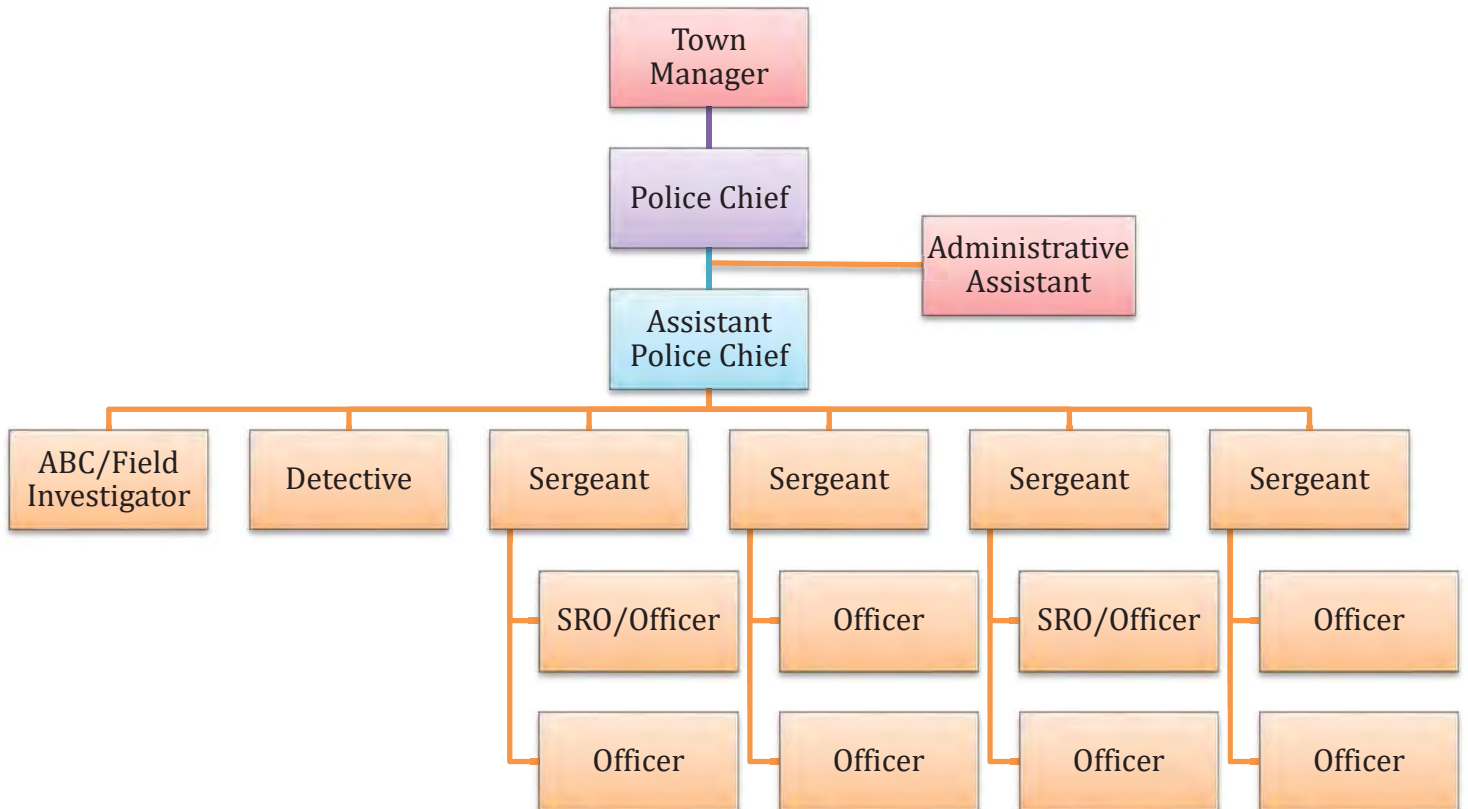 Town
Manager
Police Chief
Administrative
Assistant
Assistant
Police Chief
ABC/Field
Investigator
Detective
Sergeant
Sergeant
Sergeant
Sergeant
SRO/Officer
Officer
SRO/Officer
Officer
Officer
Officer
Officer
Officer